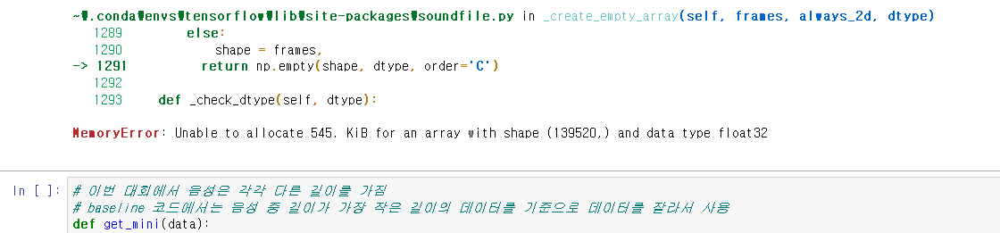 ~₩.conda₩envs₩tensorflow₩lib₩site-packages₩soundfile.py in _create_empty_array(self, frames, always_2d, dtype)
1289 else:
1290 shape = frames,
-> 1291 return np.empty(shape, dtype, order='C')
1292
1293 def _check_dtype(self, dtype):
MemoryError: Unable to allocate 545. KiB for an array with shape (139520,) and data type float32
In [ ]: # 이번 대회에서 음성은 각각 다른 길이를 가짐
# baseline 코드에서는 음성 중 길이가 가장 작은 길이의 데이터를 기준으로 데이터를 잘라서 사용
def get_mini(data):